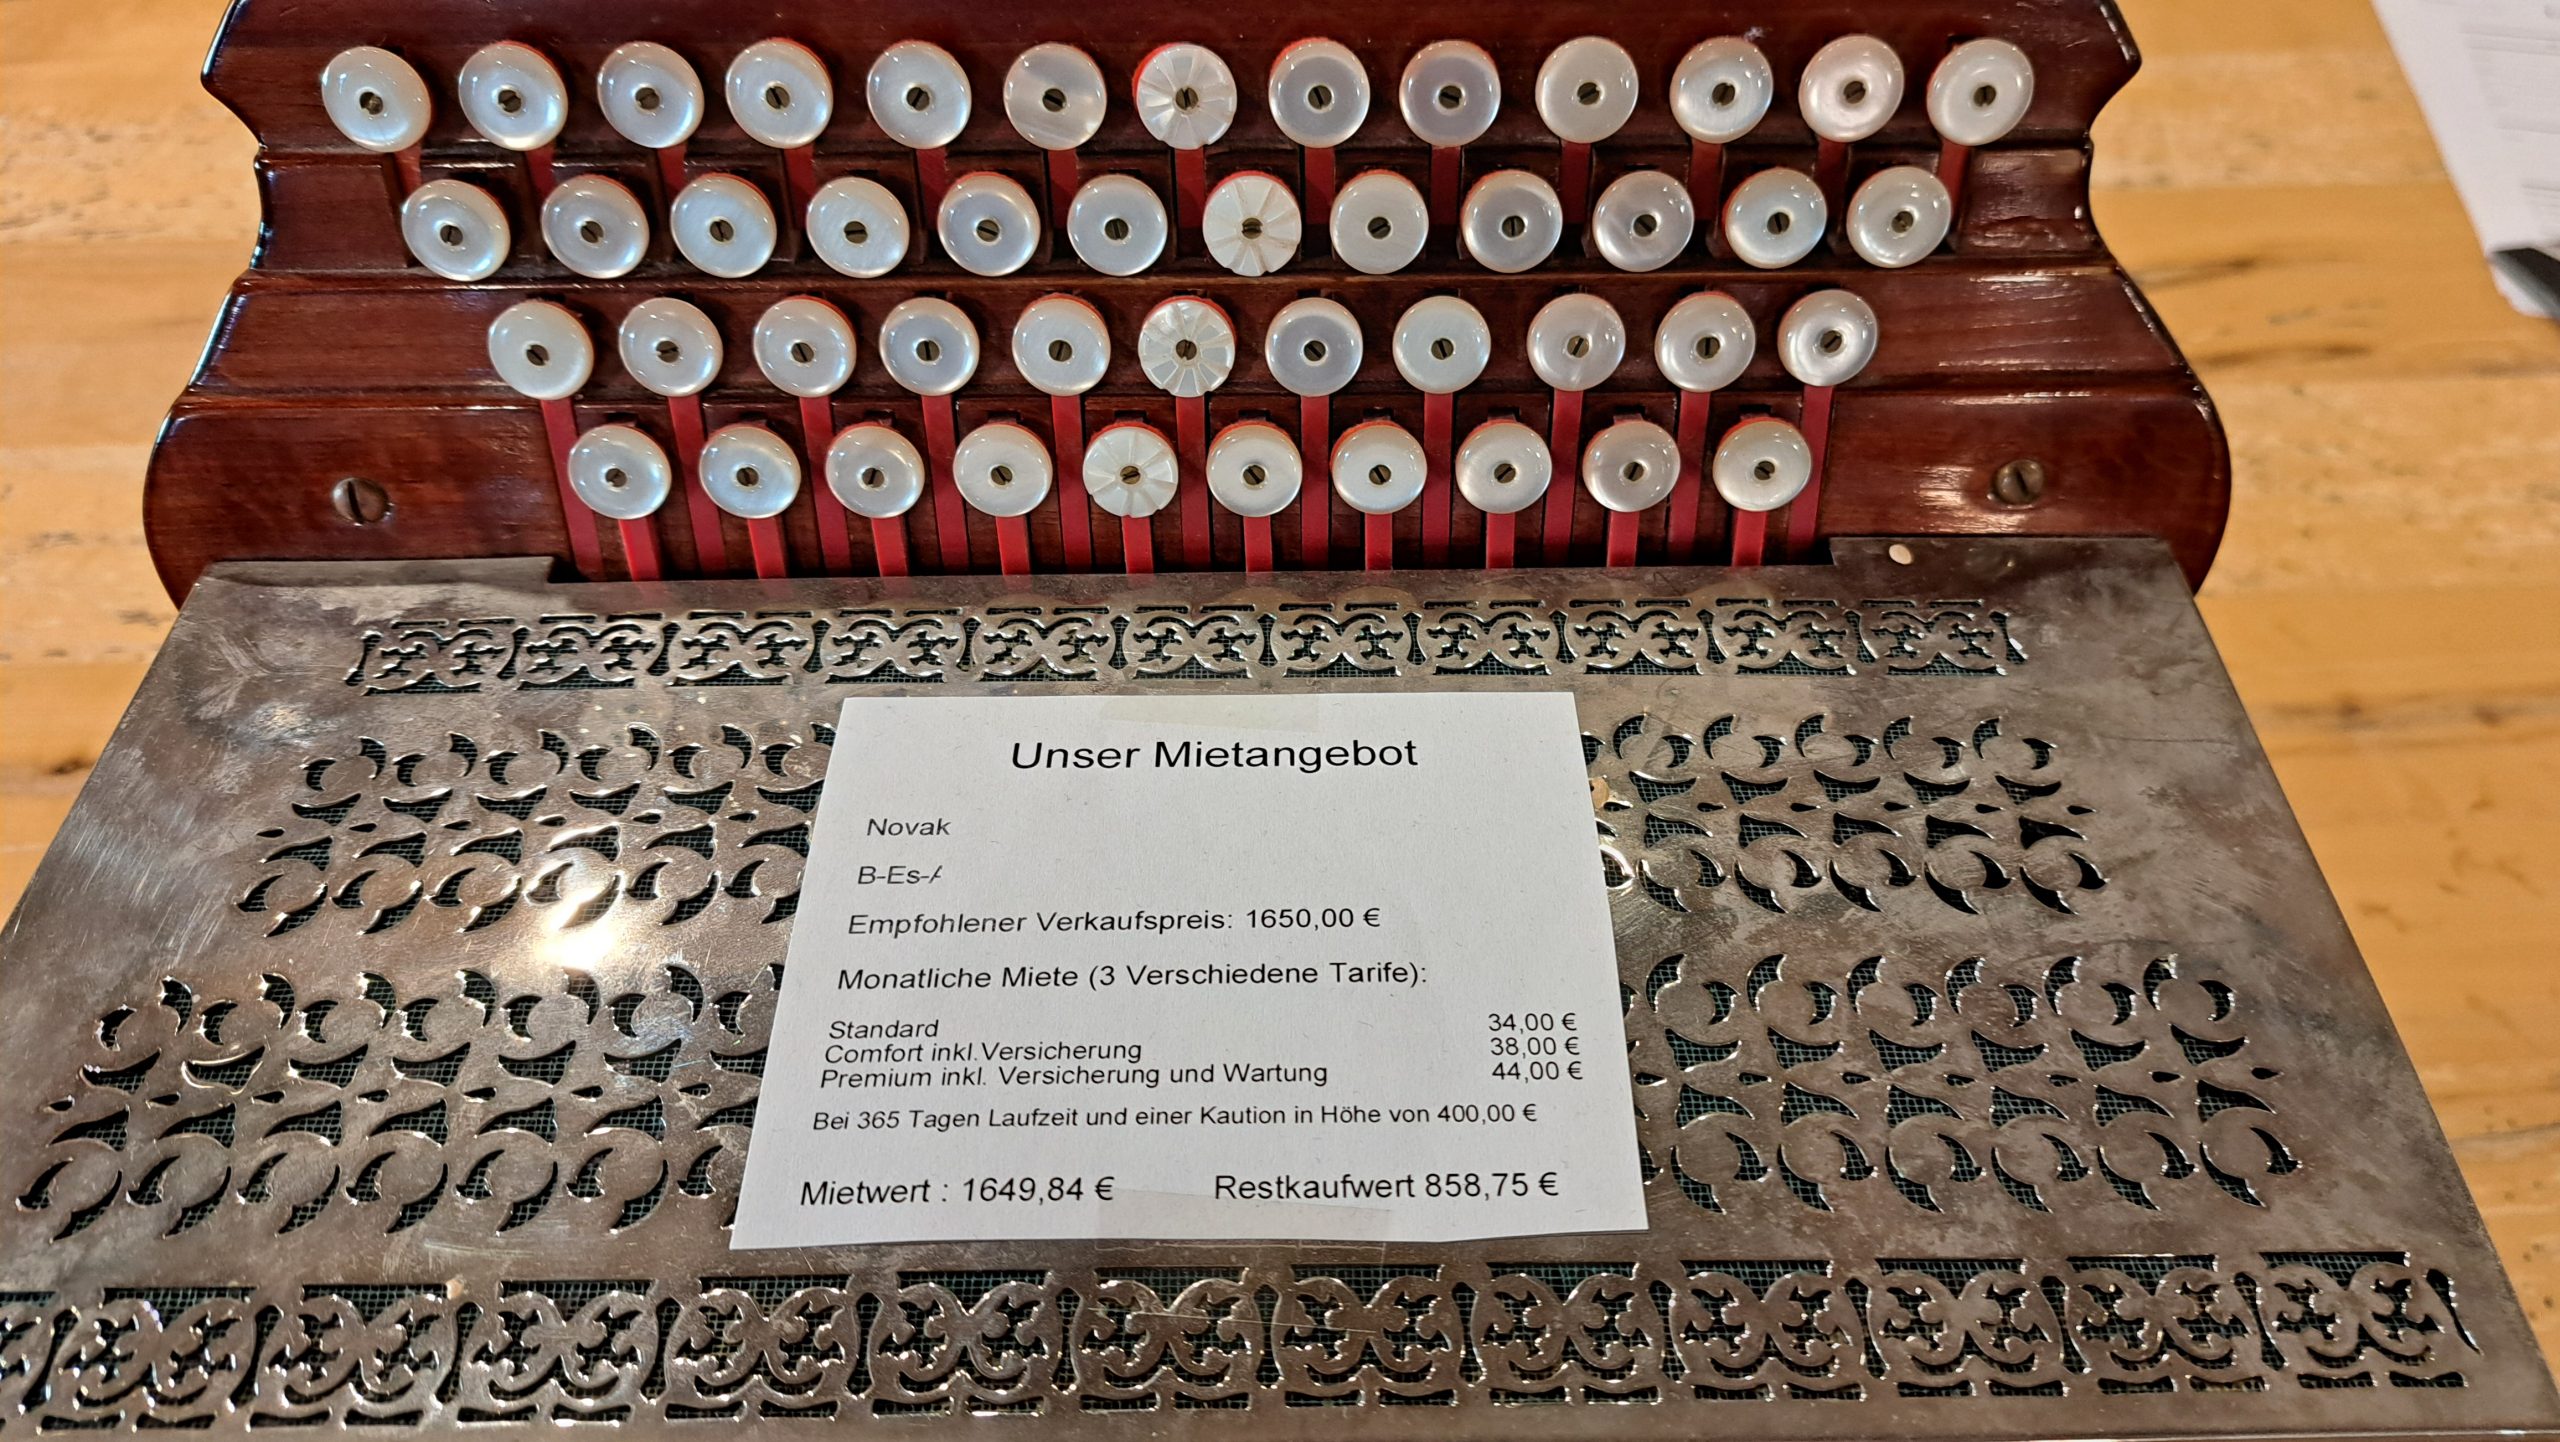 Unser Mietangebot
Novak
B-Es-
Empfohlener Verkaufspreis: 1650,00 €
Monatliche Miete (3 Verschiedene Tarife):
Standard 34,00 €
Comfort inkl.Versicherung 38,00 €
Premium inkl. Versicherung und Wartung 44,00 €
Bei 365 Tagen Laufzeit und einer Kaution in Höhe von 400,00 €
Mietwert : 1649,84 € Restkaufwert 858,75 €